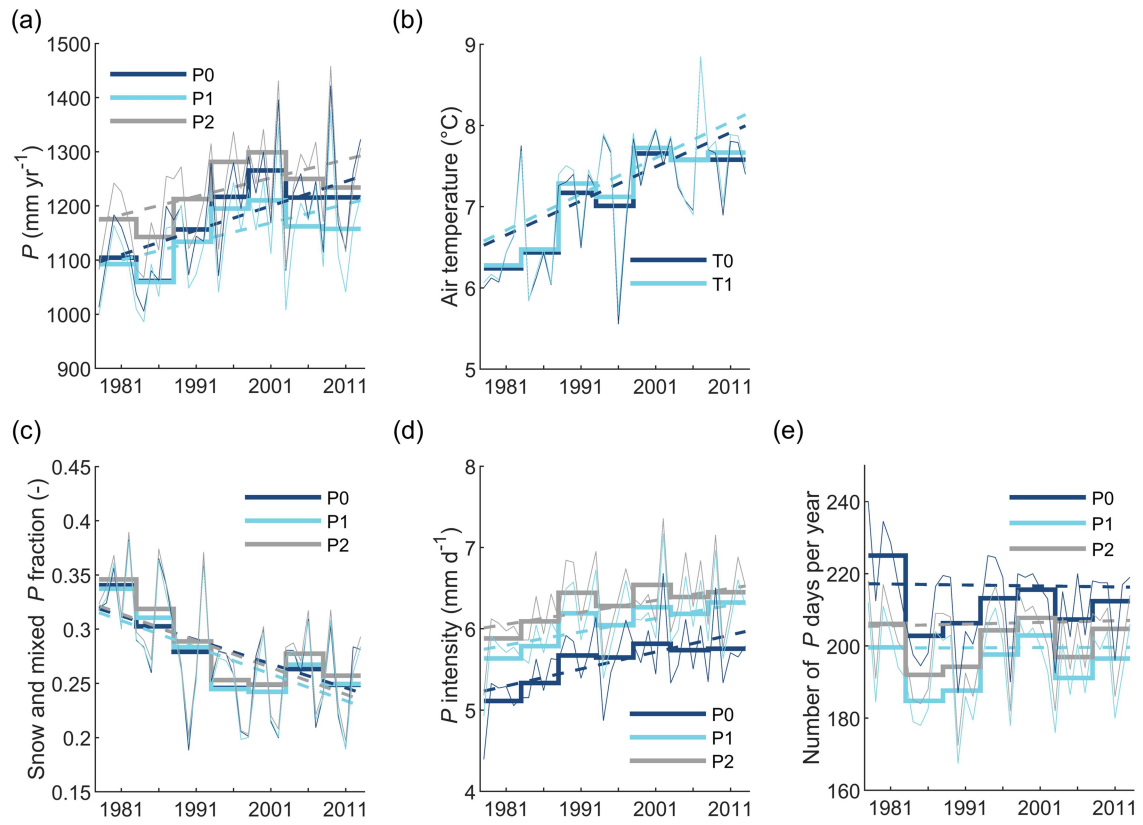 (a)
P (mm yr⁻¹)
1500
1400
1300
1200
1100
1000
900
P0
P1
P2
1981 1991 2001 2011
(b)
Air temperature (°C)
9
8
7
6
5
T0
T1
1981 1991 2001 2011
(c)
Snow and mixed P fraction (-)
0.45
0.4
0.35
0.3
0.25
0.2
0.15
P0
P1
P2
1981 1991 2001 2011
(d)
P intensity (mm d⁻¹)
8
7
6
5
4
P0
P1
P2
1981 1991 2001 2011
(e)
Number of P days per year
240
220
200
180
160
P0
P1
P2
1981 1991 2001 2011